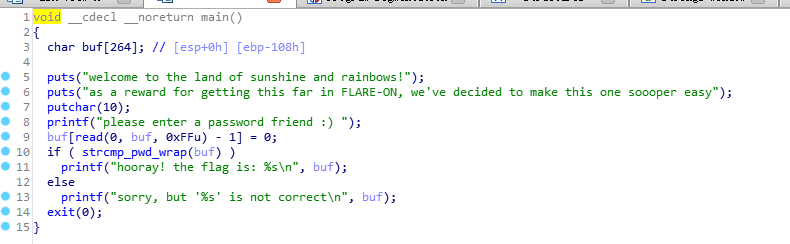 1 void __cdecl __noreturn main()
2 {
3 char buf[264]; // [esp+0h] [ebp-108h]
4
5 puts("welcome to the land of sunshine and rainbows!");
6 puts("as a reward for getting this far in FLARE-ON, we've decided to make this one soooper easy");
7 putchar(10);
8 printf("please enter a password friend :) ");
9 buf[read(0, buf, 0xFFu) - 1] = 0;
10 if ( strcmp_pwd_wrap(buf) )
11 printf("hooray! the flag is: %s\n", buf);
12 else
13 printf("sorry, but '%s' is not correct\n", buf);
14 exit(0);
15 }